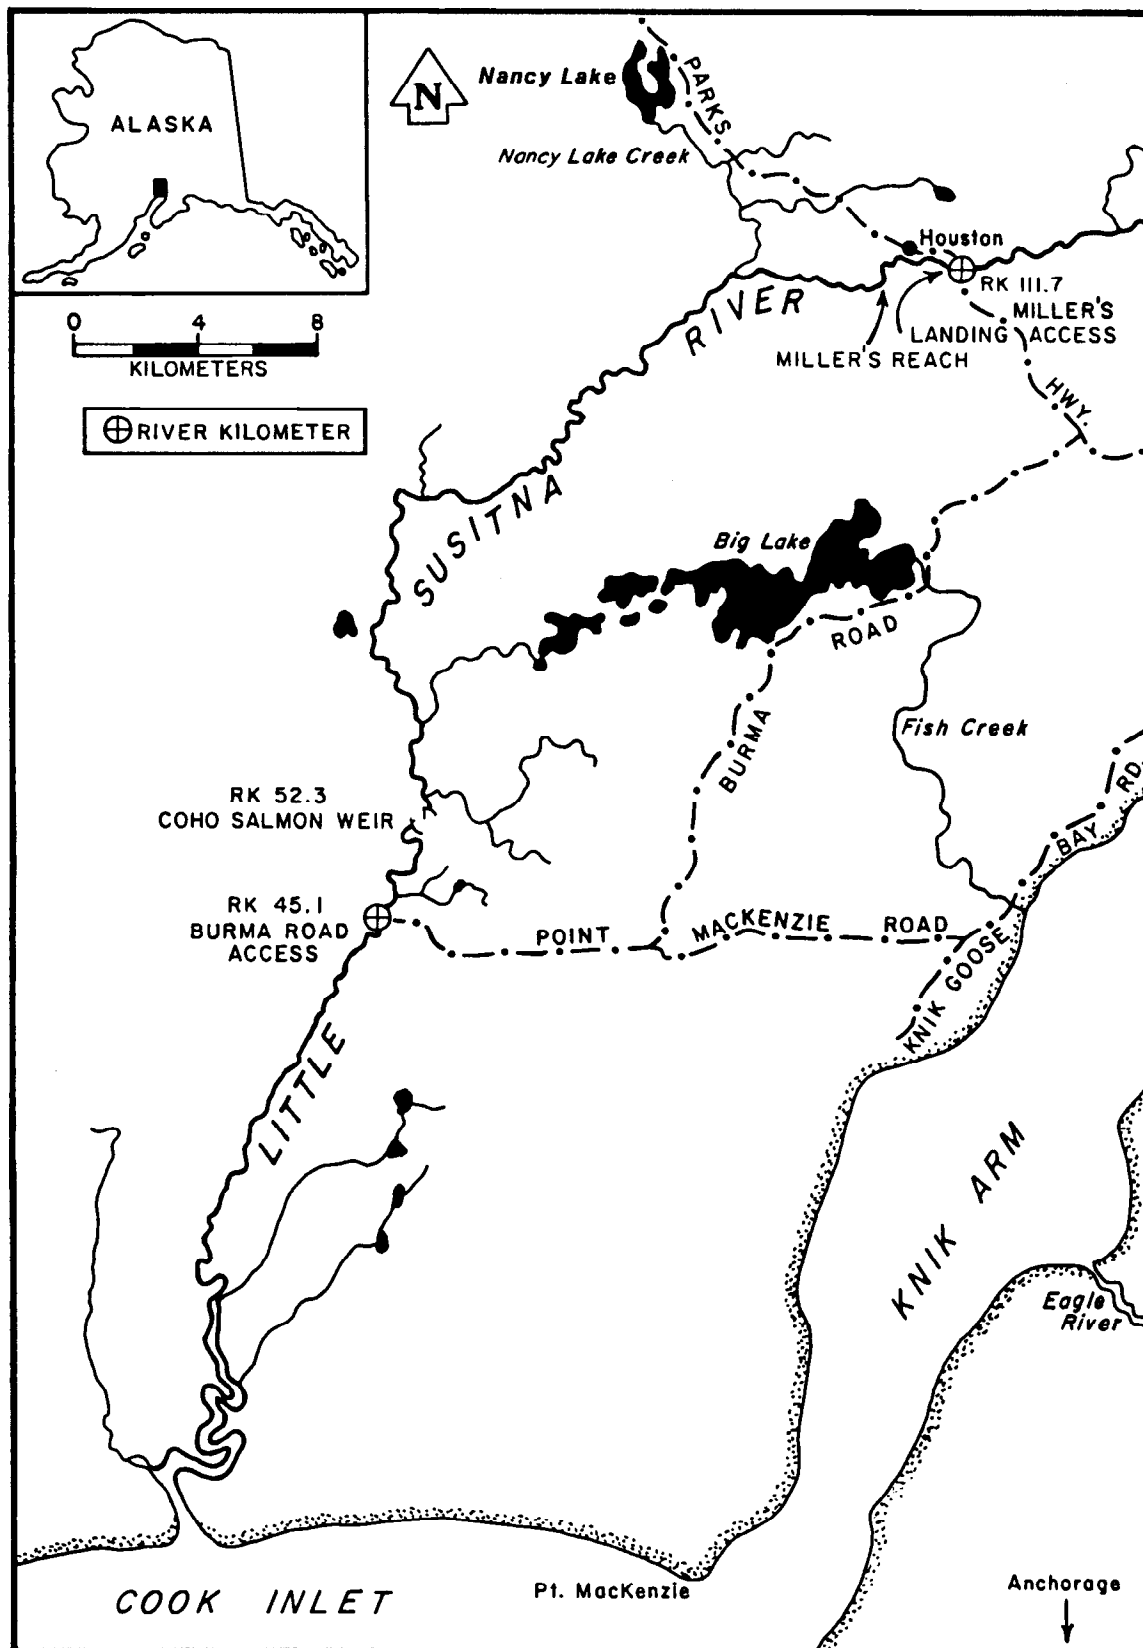 ALASKA
N
Nancy Lake
PARKS
Nancy Lake Creek
Houston
RK 111.7
MILLER'S
LANDING ACCESS
MILLER'S REACH
HWY.
0 4 8
KILOMETERS
⊕ RIVER KILOMETER
LITTLE SUSITNA RIVER
Big Lake
BURMA ROAD
Fish Creek
RK 52.3
COHO SALMON WEIR
RK 45.1
BURMA ROAD
ACCESS
POINT MACKENZIE ROAD
KNIK GOOSE BAY RD.
KNIK ARM
Eagle
River
COOK INLET
Pt. MacKenzie
Anchorage